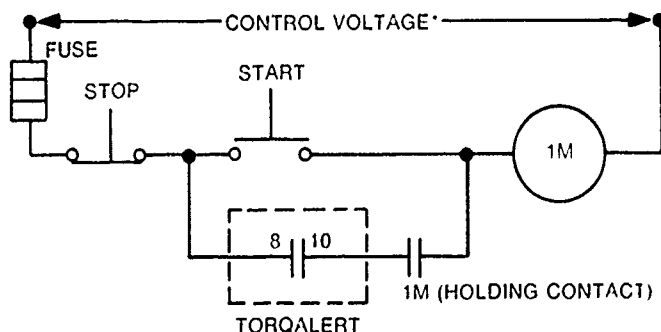 CONTROL VOLTAGE*
FUSE
START
STOP
1M
8 10
1M (HOLDING CONTACT)
TORQALERT